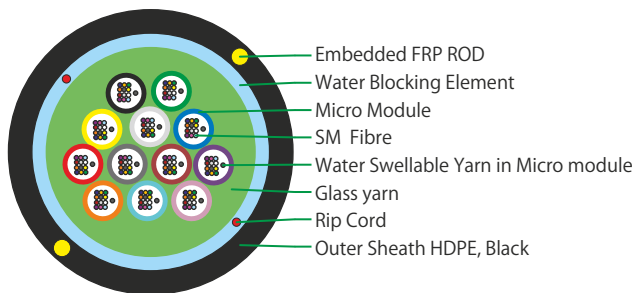 Embedded FRP ROD
Water Blocking Element
Micro Module
SM Fibre
Water Swellable Yarn in Micro module
Glass yarn
Rip Cord
Outer Sheath HDPE, Black